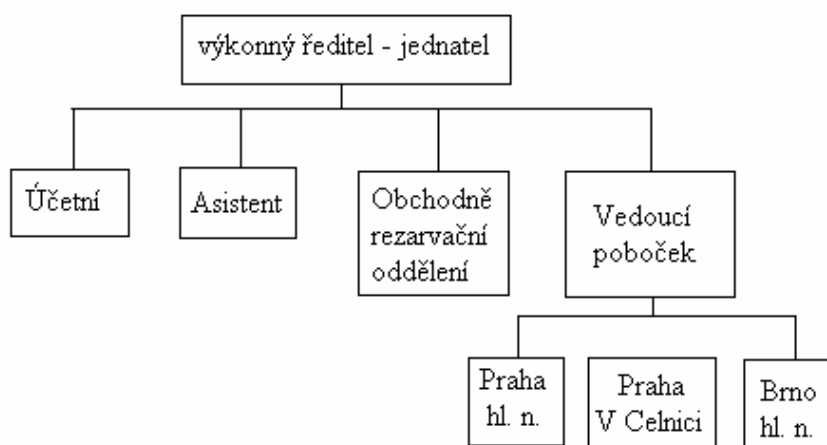 výkonný ředitel - jednatel
Účetní
Asistent
Obchodně
rezarvační
oddělení
Vedoucí
poboček
Praha
hl. n.
Praha
V Celnici
Brno
hl. n.